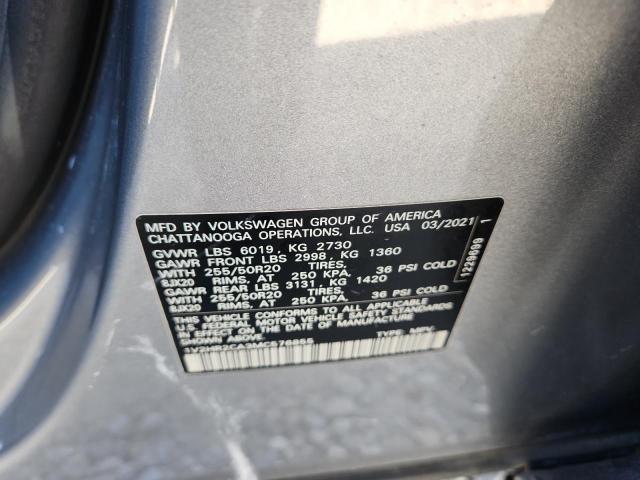 MFD BY VOLKSWAGEN GROUP OF AMERICA
CHATTANOOGA OPERATIONS, LLC. USA 03/2021
GVWR LBS 6019, KG 2730
GAWR FRONT LBS 2998, KG 1360
WITH 255/50R20 TIRES,
8JX20 RIMS, AT 250 KPA. 36 PSI COLD
GAWR REAR LBS 3131, KG 1420
WITH 255/50R20 TIRES,
8JX20 RIMS, AT 250 KPA. 36 PSI COLD
THIS VEHICLE CONFORMS TO ALL APPLICABLE
U.S. FEDERAL MOTOR VEHICLE SAFETY STANDARDS
IN EFFECT ON THE DATE OF MANUFACTURE
SHOWN ABOVE.
TYPE: MPV
1229699 1